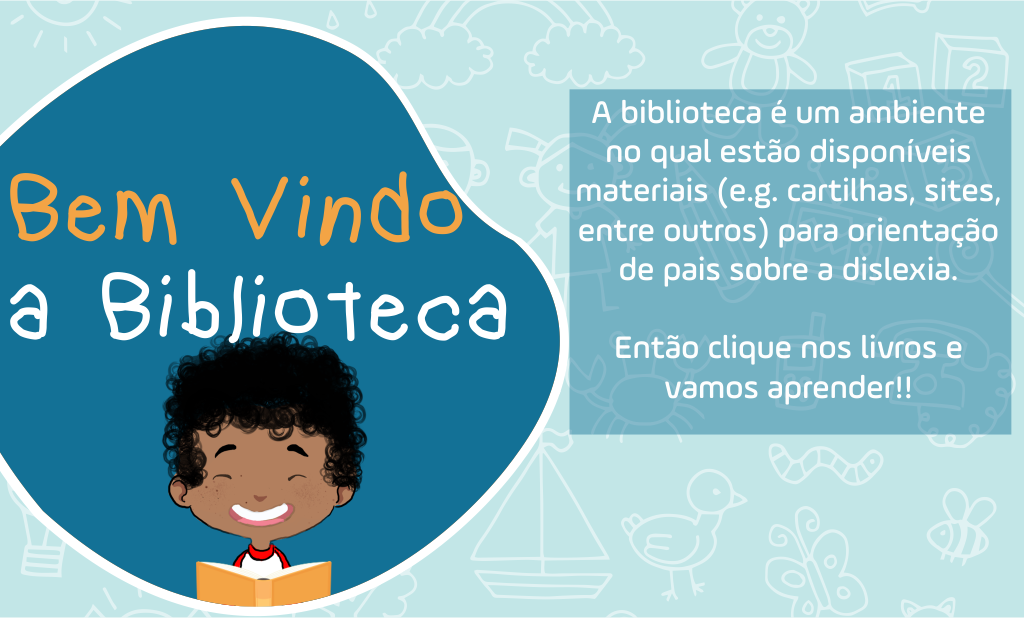 Bem Vindo
a Biblioteca
A biblioteca é um ambiente
no qual estão disponíveis
materiais (e.g. cartilhas, sites,
entre outros) para orientação
de pais sobre a dislexia.
Então clique nos livros e
vamos aprender!!
2